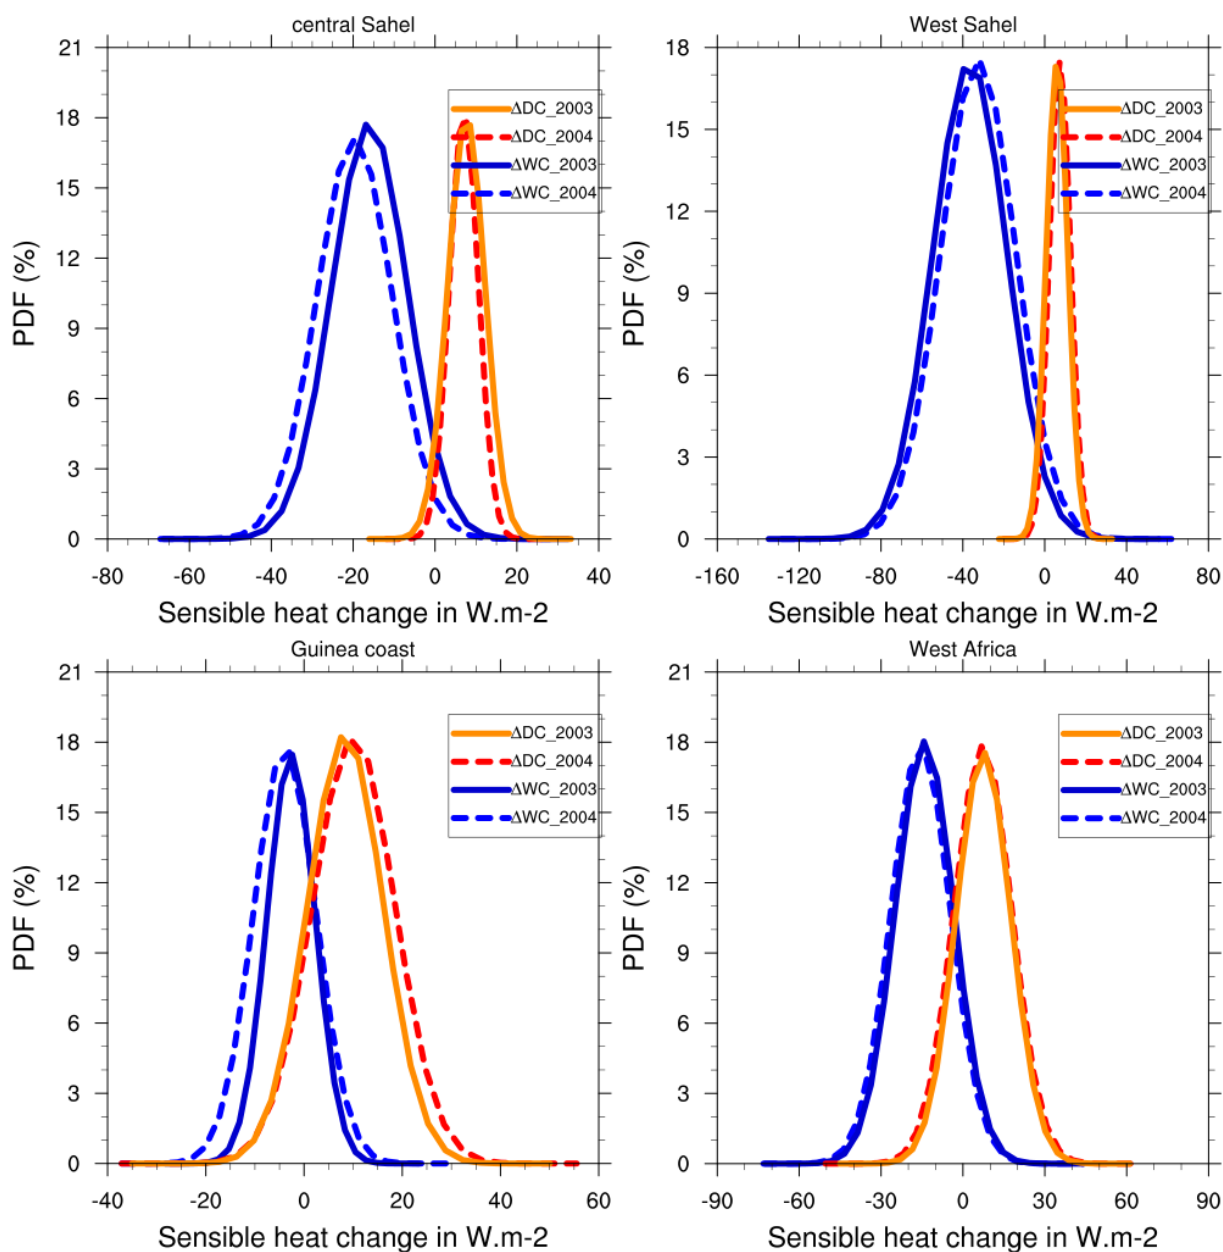 central Sahel
21
18
15
12
9
6
3
0
PDF (%)
-80 -60 -40 -20 0 20 40
Sensible heat change in W.m-2
ΔDC_2003
ΔDC_2004
ΔWC_2003
ΔWC_2004
West Sahel
18
15
12
9
6
3
0
PDF (%)
-160 -120 -80 -40 0 40 80
Sensible heat change in W.m-2
ΔDC_2003
ΔDC_2004
ΔWC_2003
ΔWC_2004
Guinea coast
21
18
15
12
9
6
3
0
PDF (%)
-40 -20 0 20 40 60
Sensible heat change in W.m-2
ΔDC_2003
ΔDC_2004
ΔWC_2003
ΔWC_2004
West Africa
21
18
15
12
9
6
3
0
PDF (%)
-90 -60 -30 0 30 60 90
Sensible heat change in W.m-2
ΔDC_2003
ΔDC_2004
ΔWC_2003
ΔWC_2004